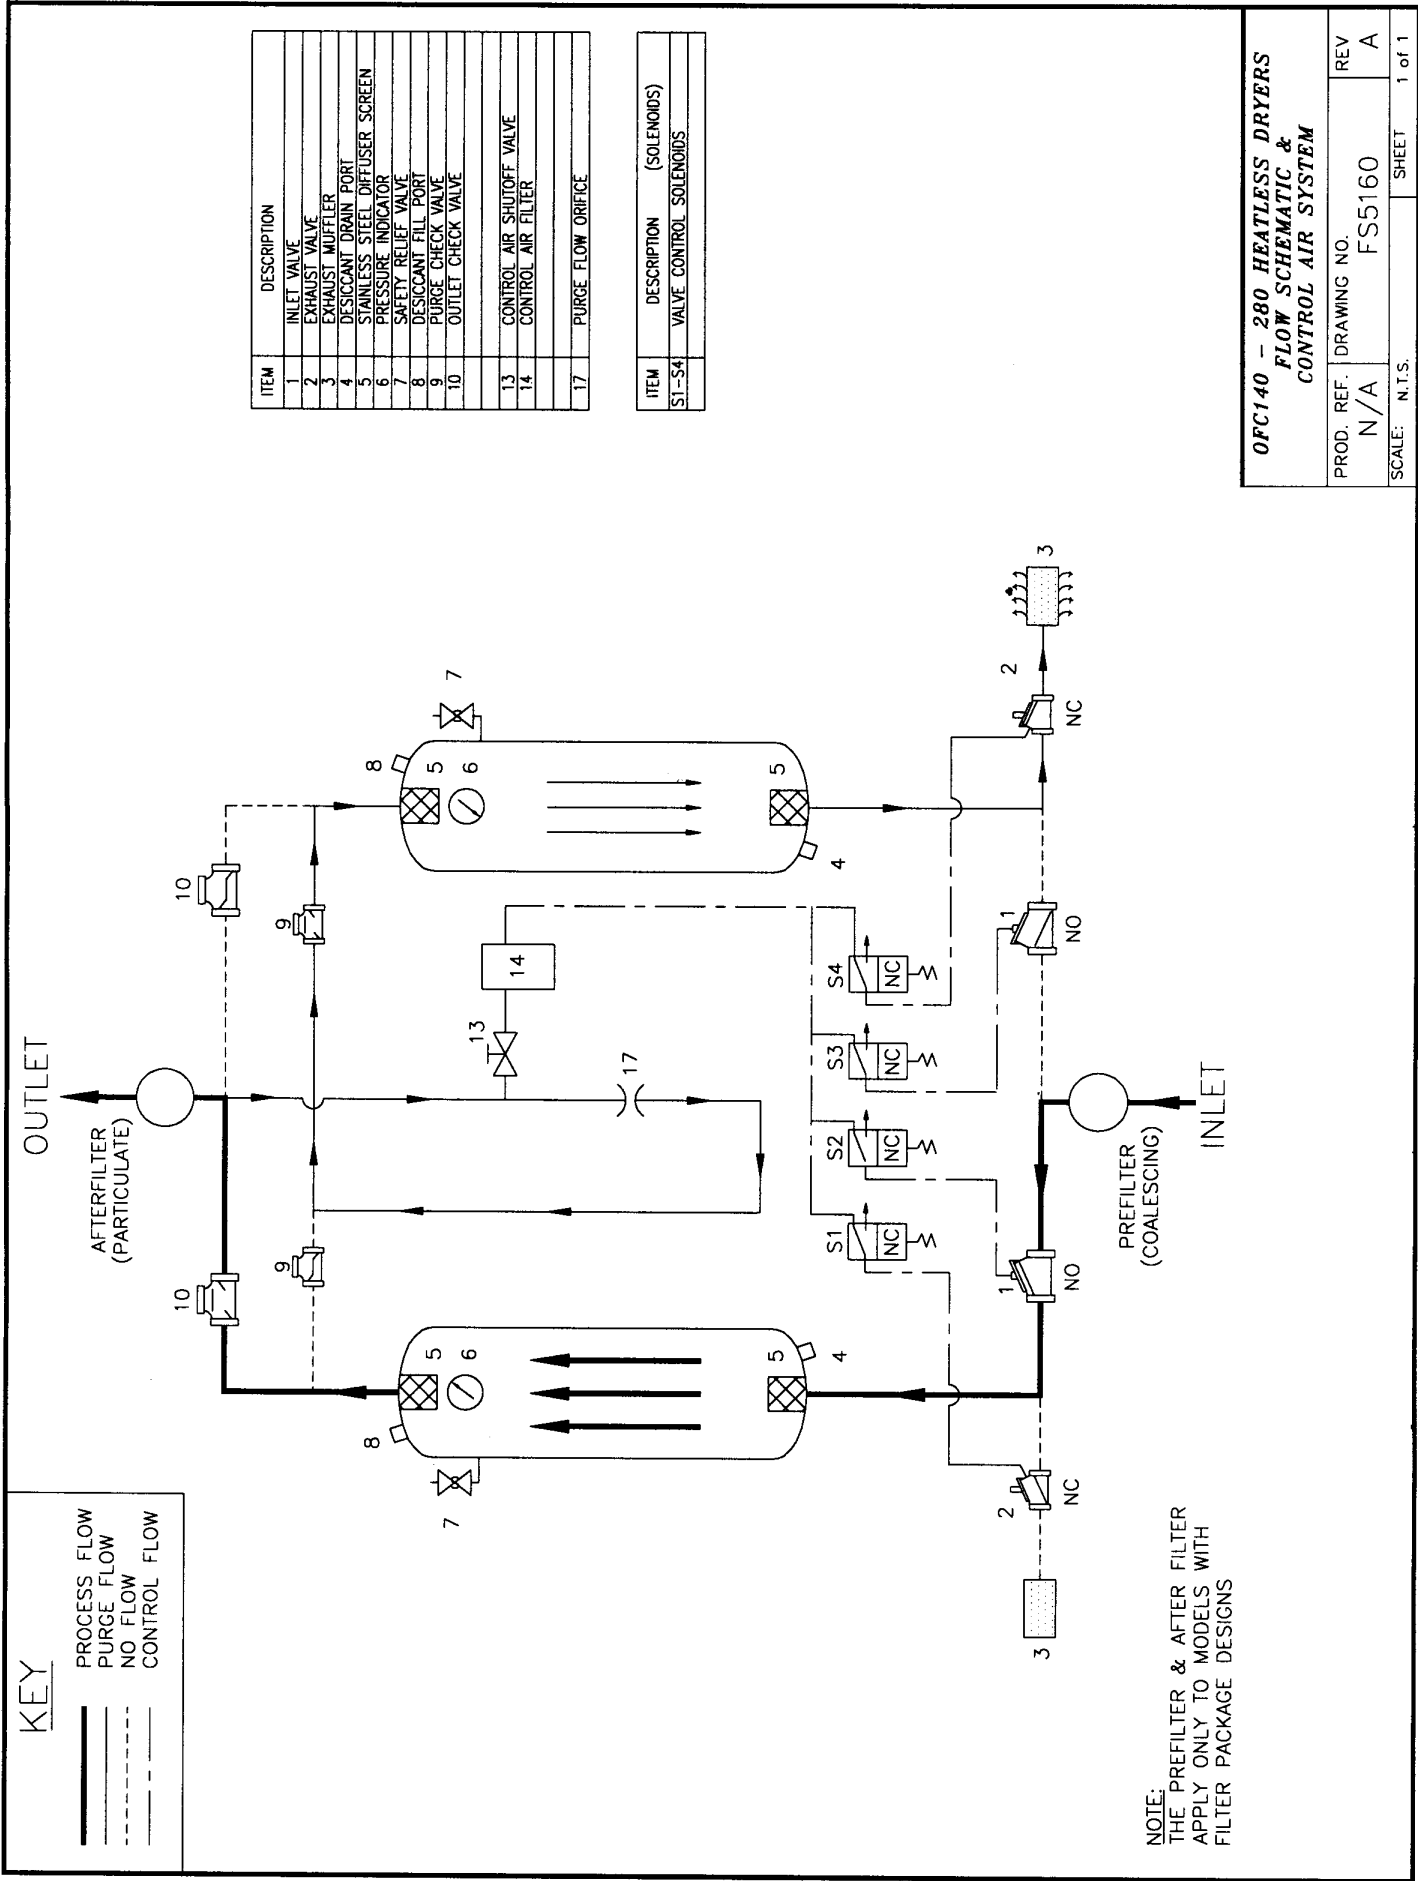 KEY
PROCESS FLOW
PURGE FLOW
NO FLOW
CONTROL FLOW
OUTLET
AFTERFILTER
(PARTICULATE)
10
10
9
9
8
8
7
7
5
6
5
6
13
14
17
5
4
5
4
S1
NC
S2
NC
S3
NC
S4
NC
3
2
NC
1
NO
1
NO
2
NC
3
PREFILTER
(COALESCING)
INLET
NOTE:
THE PREFILTER & AFTER FILTER
APPLY ONLY TO MODELS WITH
FILTER PACKAGE DESIGNS
ITEM DESCRIPTION
1 INLET VALVE
2 EXHAUST VALVE
3 EXHAUST MUFFLER
4 DESICCANT DRAIN PORT
5 STAINLESS STEEL DIFFUSER SCREEN
6 PRESSURE INDICATOR
7 SAFETY RELIEF VALVE
8 DESICCANT FILL PORT
9 PURGE CHECK VALVE
10 OUTLET CHECK VALVE
13 CONTROL AIR SHUTOFF VALVE
14 CONTROL AIR FILTER
17 PURGE FLOW ORIFICE
ITEM DESCRIPTION (SOLENOIDS)
S1-S4 VALVE CONTROL SOLENOIDS
OFC140 - 280 HEATLESS DRYERS
FLOW SCHEMATIC &
CONTROL AIR SYSTEM
PROD. REF. DRAWING NO. REV
N/A FS5160 A
SCALE: N.T.S. SHEET 1 of 1